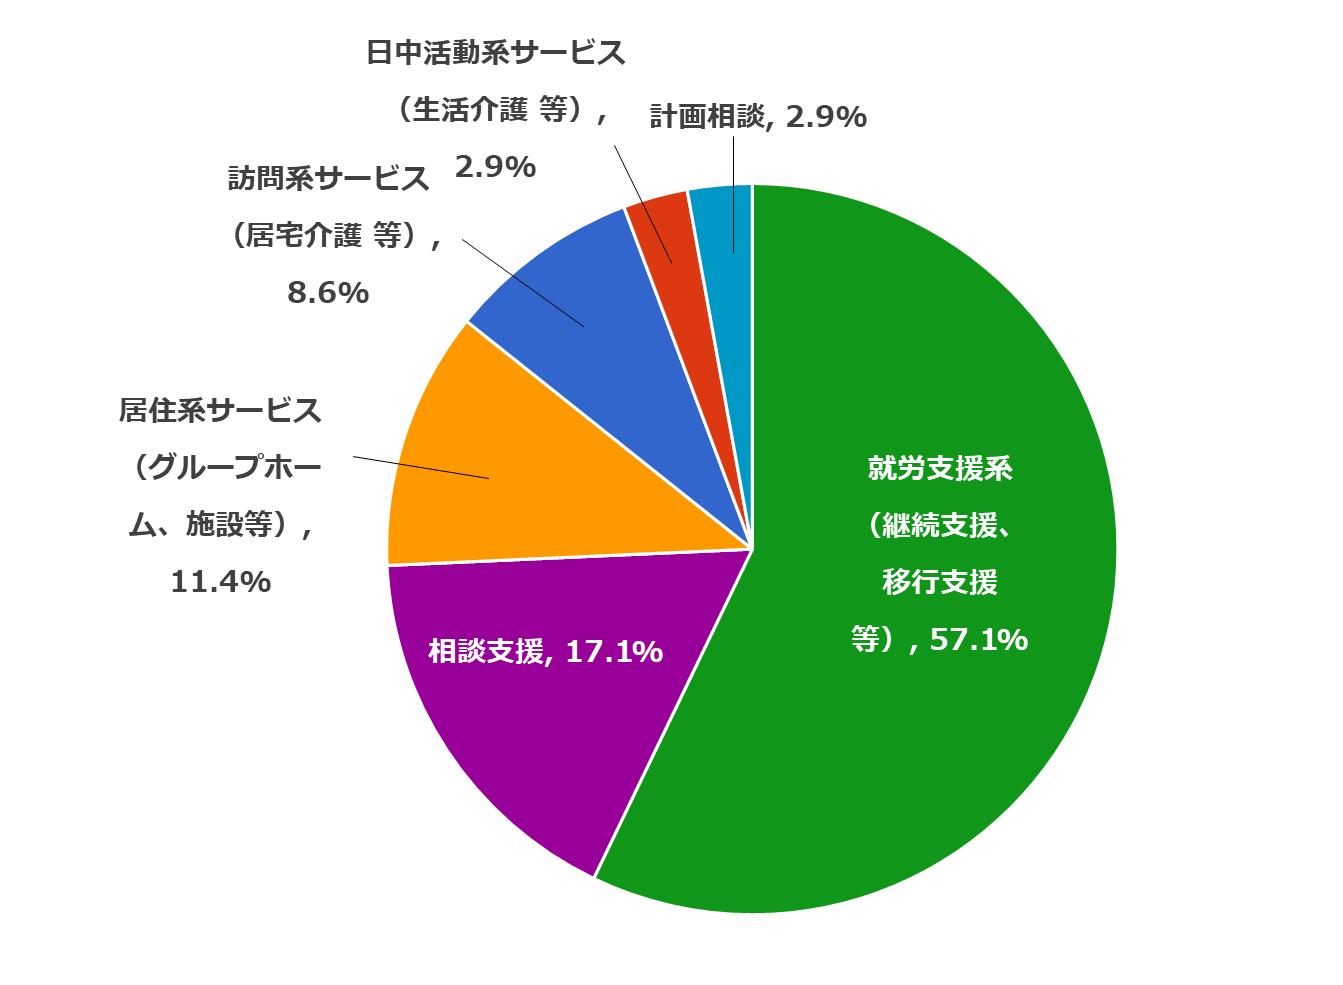 日中活動系サービス
（生活介護 等）,
2.9%
計画相談, 2.9%
訪問系サービス
（居宅介護 等）,
8.6%
居住系サービス
（グループホー
ム、施設等）,
11.4%
就労支援系
（継続支援、
移行支援
等）, 57.1%
相談支援, 17.1%